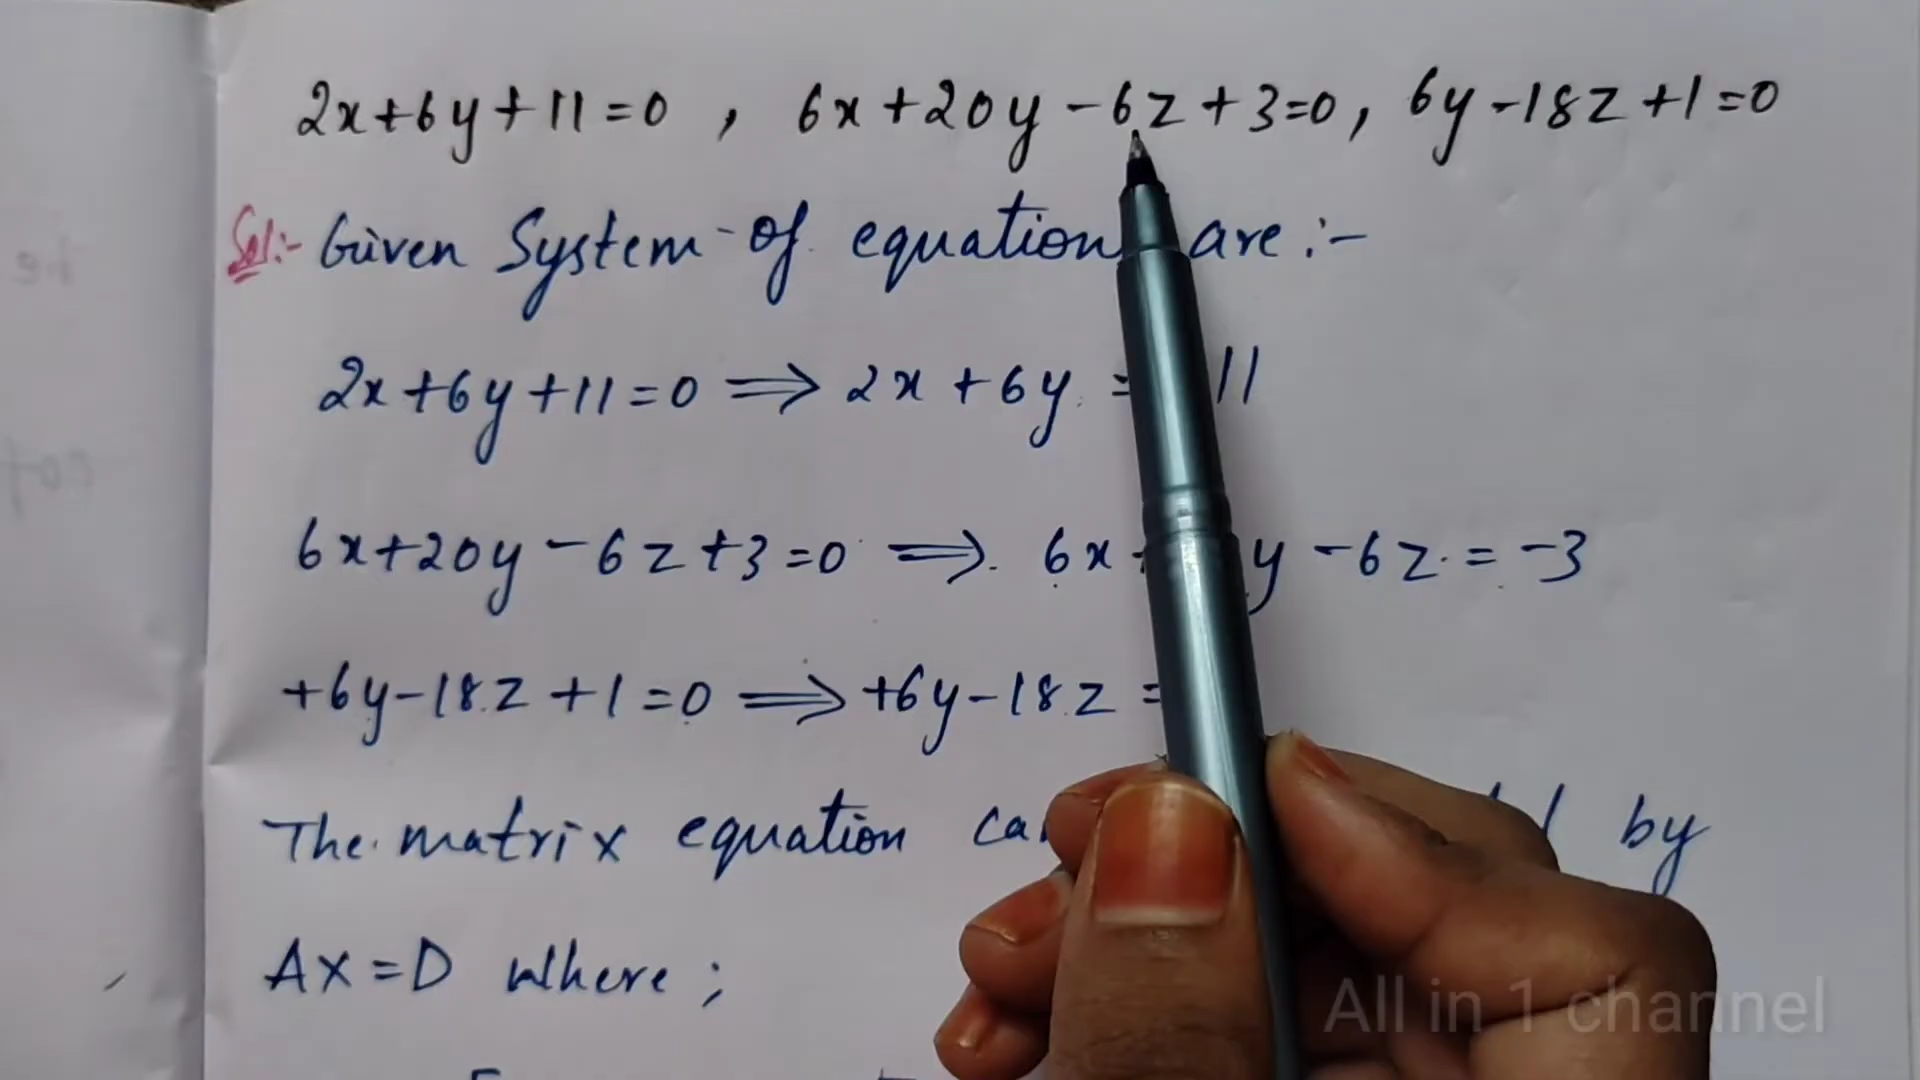 2x+6y+11=0 , 6x+20y-6z+3=0, 6y-18z+1=0
Sol:- Given System of equation are:-
2x+6y+11=0 ⟹ 2x+6y = 11
6x+20y-6z+3=0 ⟹ 6x+ y-6z=-3
+6y-18z+1=0 ⟹ +6y-18z =
The matrix equation by
AX=D where;
All in 1 channel